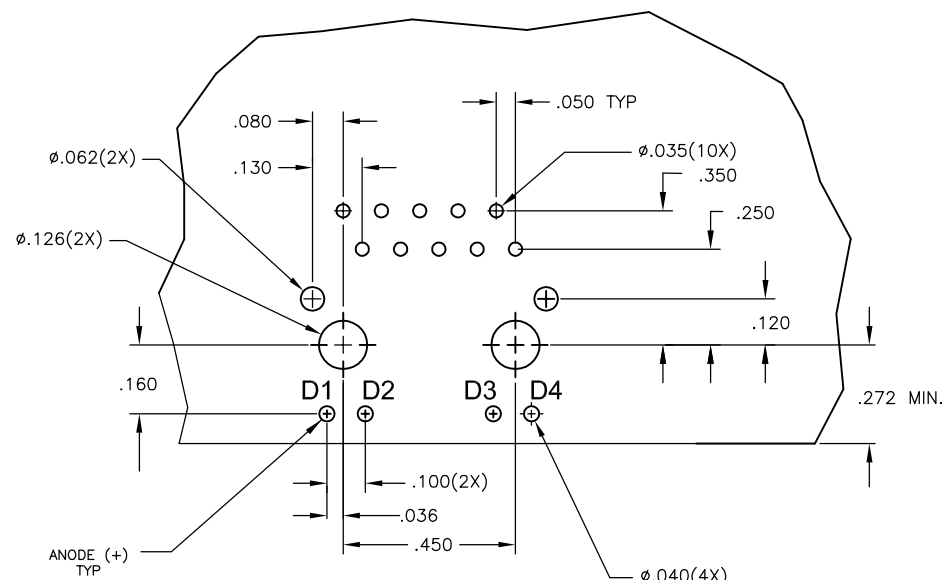 .050 TYP
.080
ø.035(10X)
ø.062(2X)
.130
.350
.250
ø.126(2X)
.120
.160
D1 D2 D3 D4
.272 MIN.
.100(2X)
.036
.450
ANODE (+)
TYP
ø.040(4X)